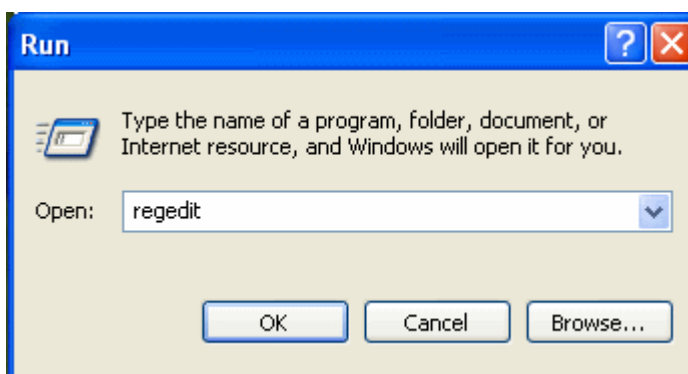 Run
Type the name of a program, folder, document, or
Internet resource, and Windows will open it for you.
Open: regedit
OK Cancel Browse...